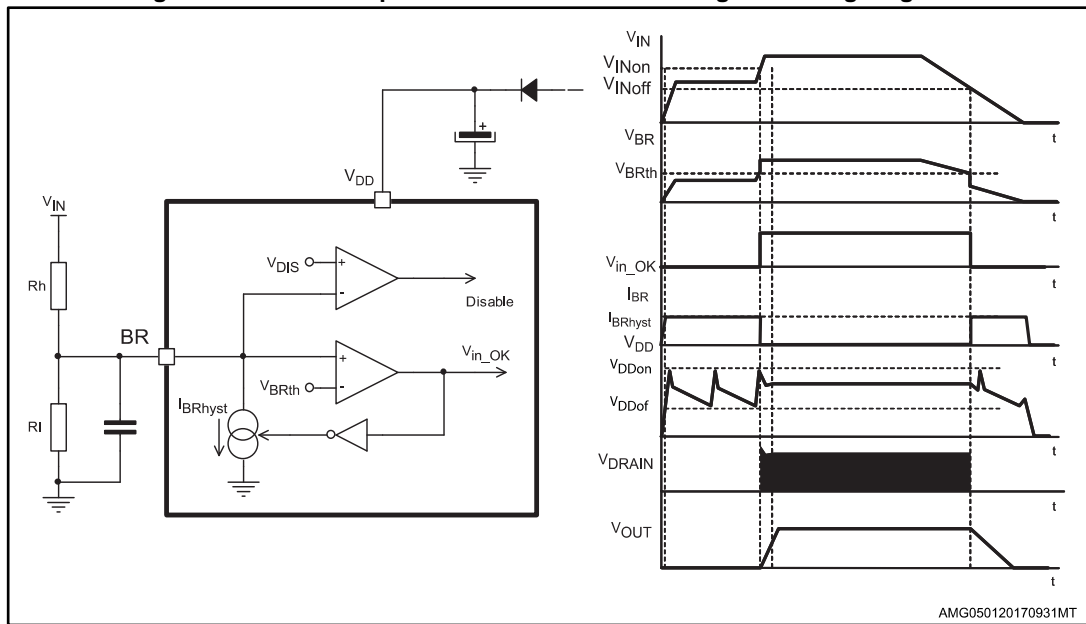 VDD
VIN
Rh
BR
Rl
VDIS
+
-
Disable
+
-
VBRth
Vin_OK
IBRhyst
+
VIN
VINon
VINoff
t
VBR
VBRth
t
Vin_OK
t
IBR
IBRhyst
t
VDD
VDDon
VDDof
t
VDRAIN
t
VOUT
t
AMG050120170931MT